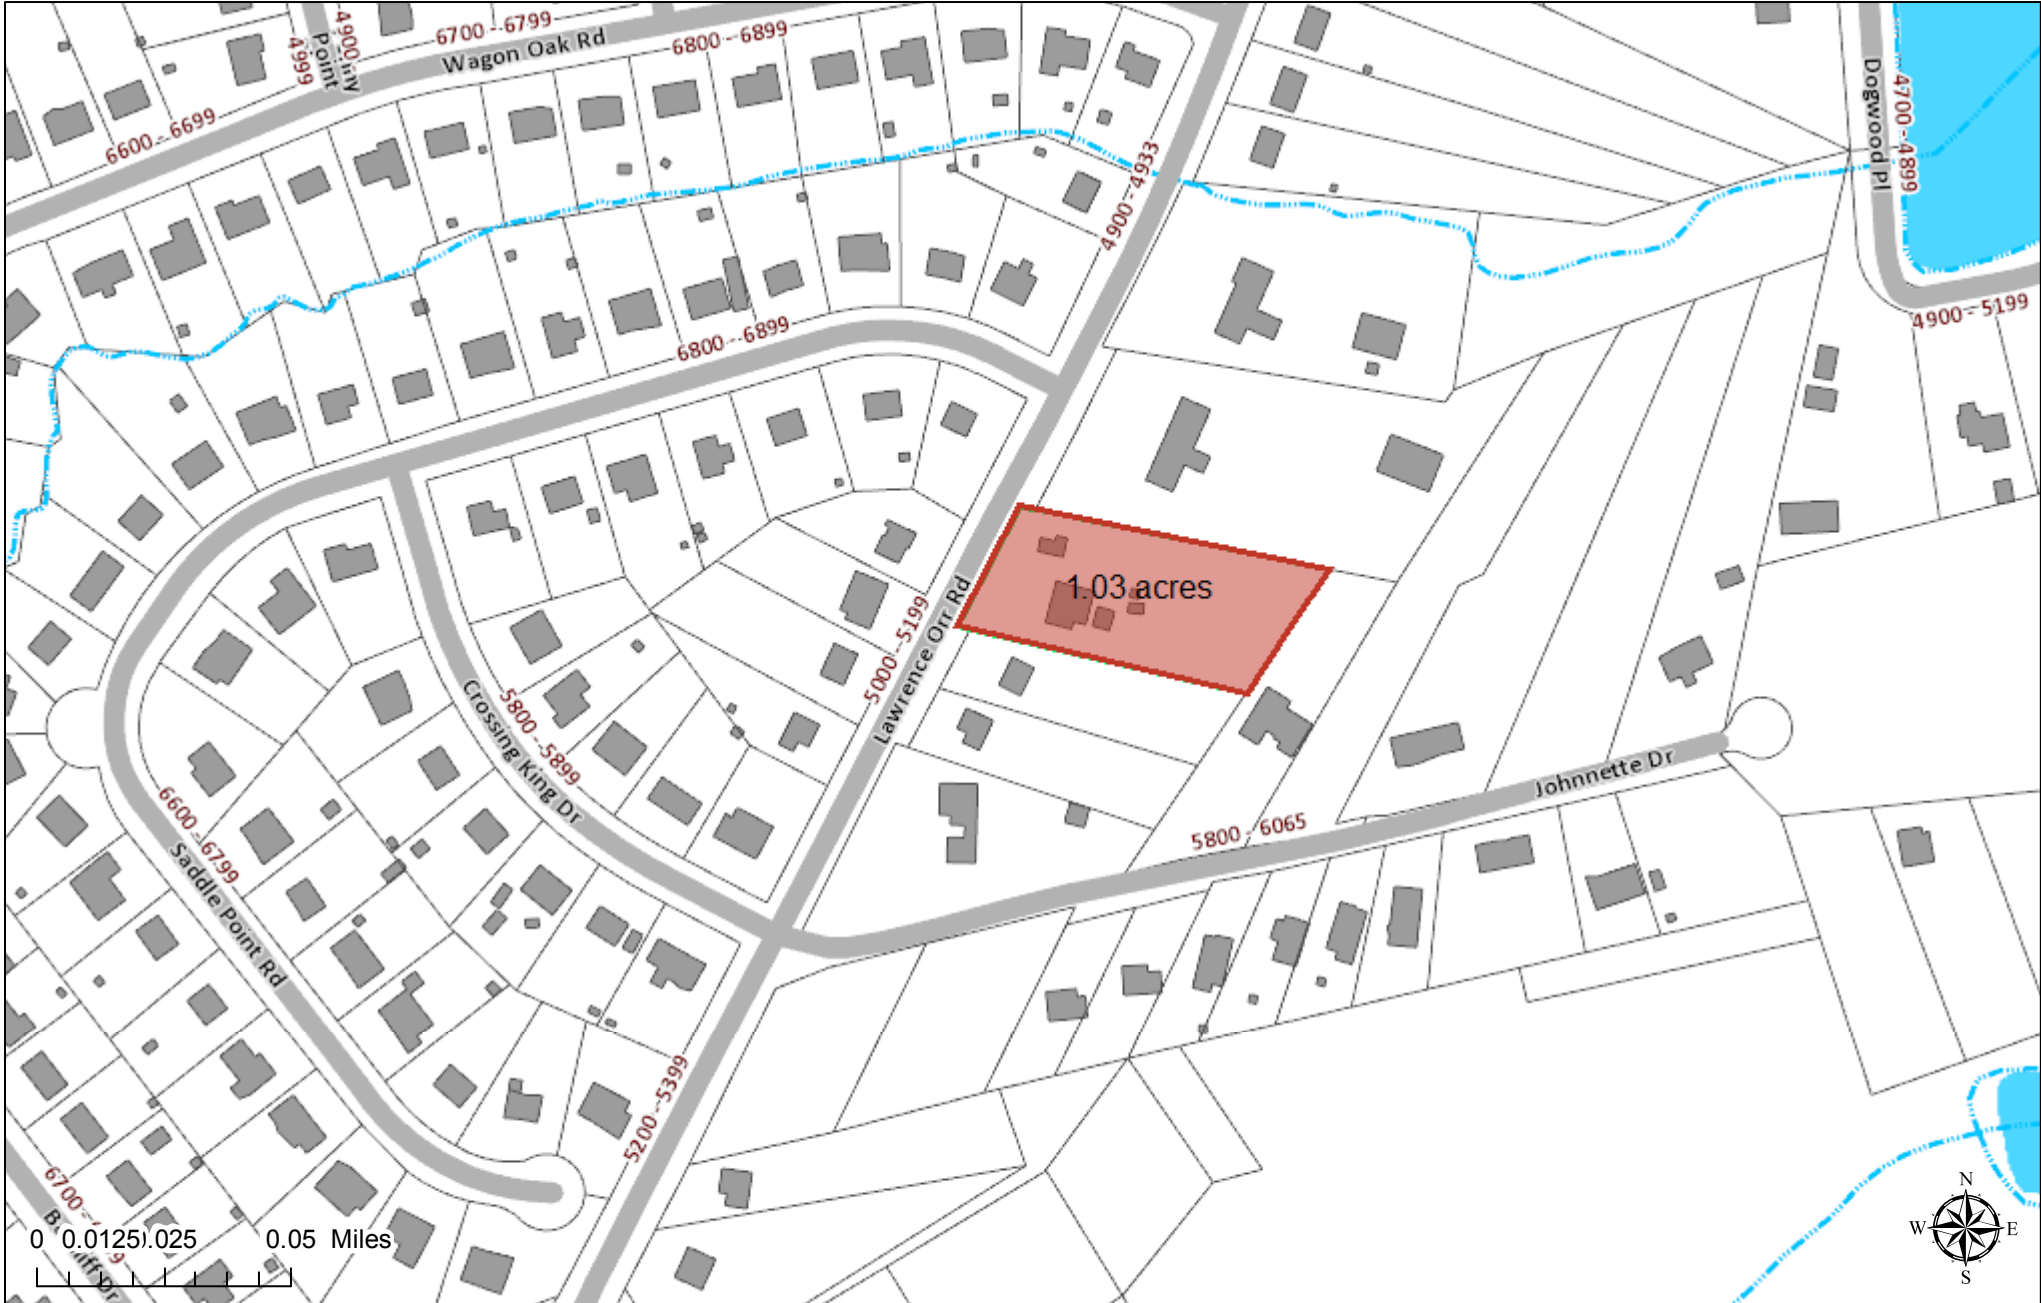 6700 - 6799
Wagon Oak Rd
6800 - 6899
4900 -
4999
Point
6600 - 6699
Dogwood Pl
4700 - 4899
4900 - 4933
4900 - 5199
6800 - 6899
1.03 acres
5000 - 5199
Lawrence Orr Rd
5800 - 5899
Crossing King Dr
Johnnette Dr
5800 - 6065
6600 - 6799
Saddle Point Rd
5200 - 5399
6700 -
0 0.0125 .025 0.05 Miles
N
W E
S